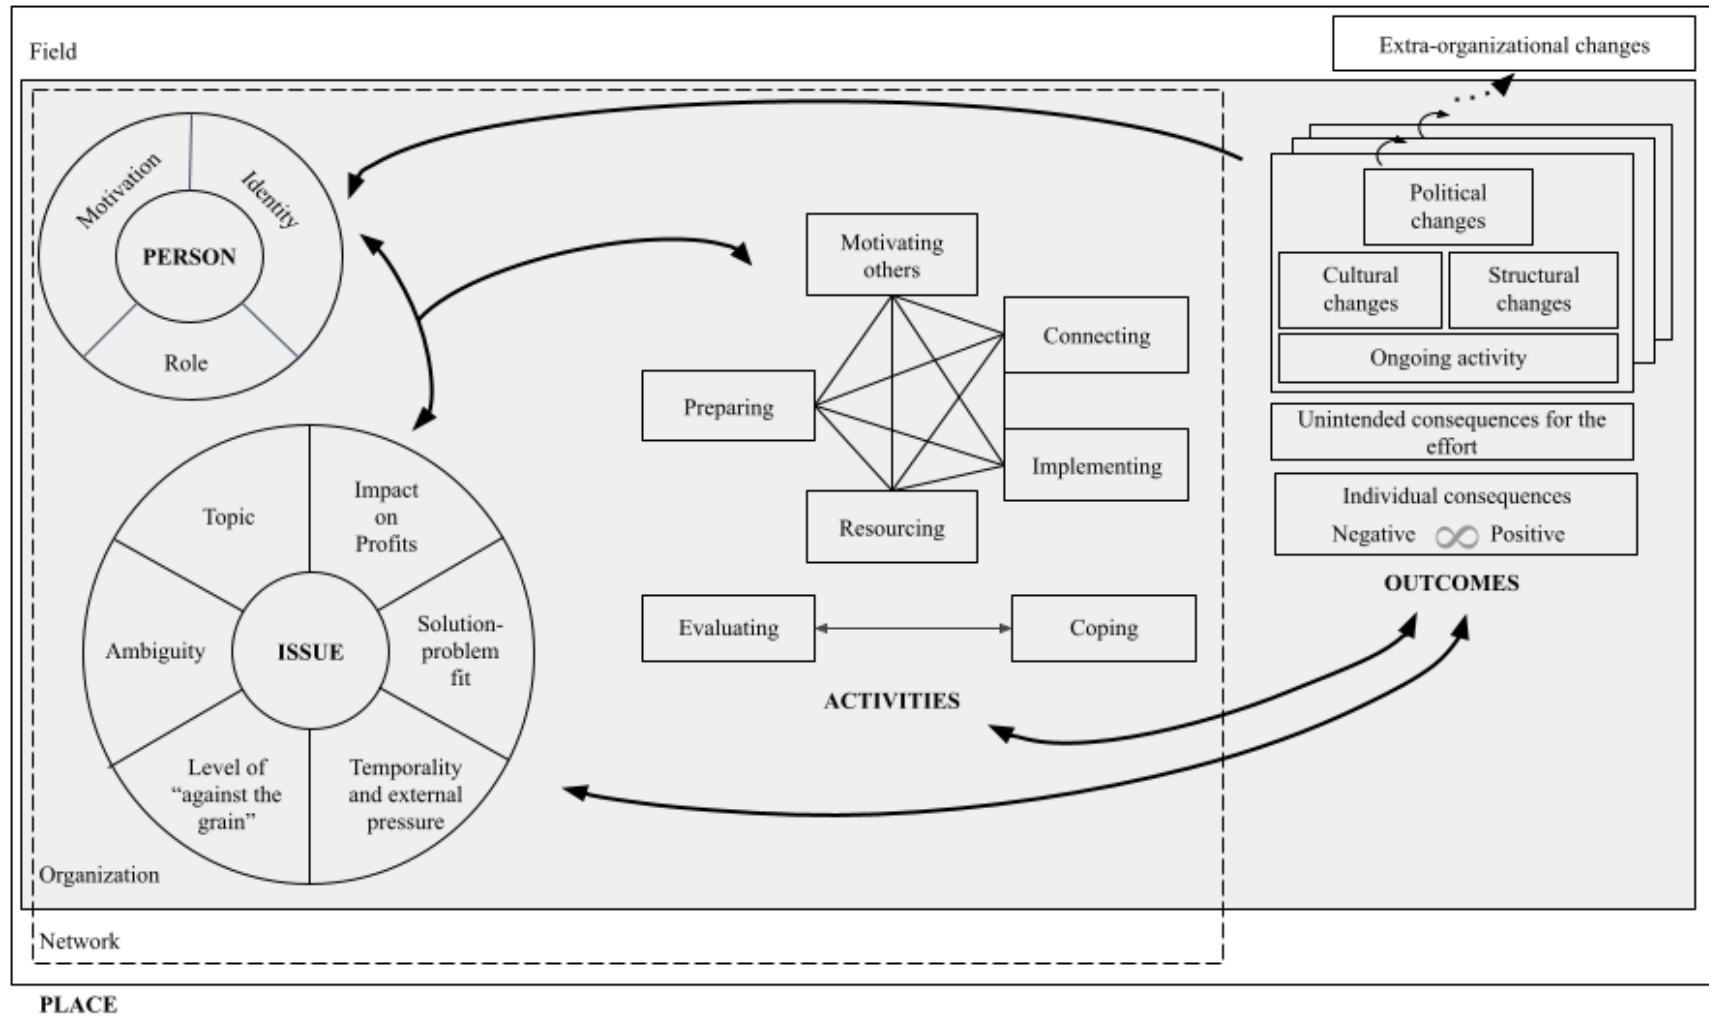 Field
Extra-organizational changes
Motivation
Identity
PERSON
Role
Motivating
others
Connecting
Preparing
Implementing
Resourcing
Evaluating
Coping
ACTIVITIES
Political
changes
Cultural
changes
Structural
changes
Ongoing activity
Unintended consequences for the
effort
Individual consequences
Negative ∞ Positive
OUTCOMES
Topic
Impact
on
Profits
Ambiguity
ISSUE
Solution-
problem
fit
Level of
“against the
grain”
Temporality
and external
pressure
Organization
Network
PLACE